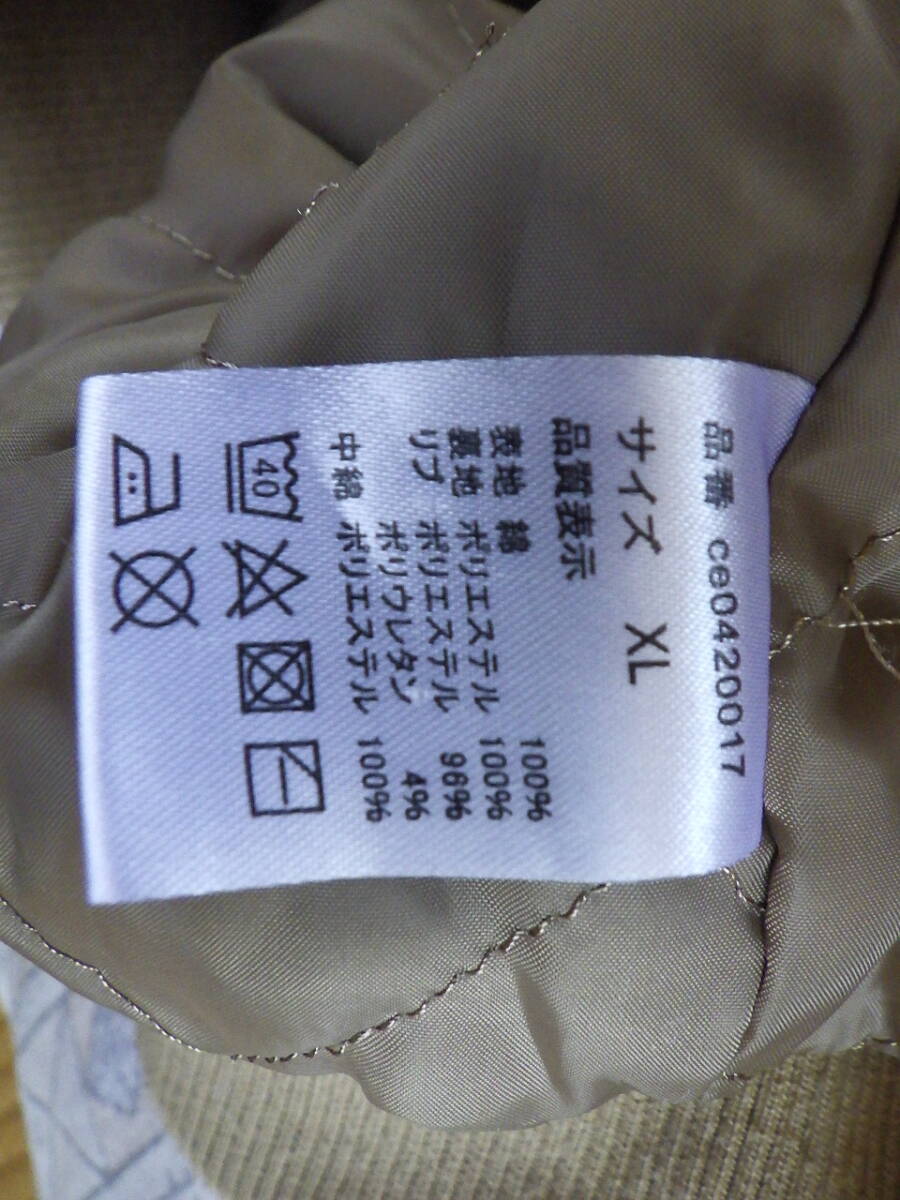 品番 ce0420017
サイズ XL
品質表示
表地 綿 100%
裏地 ポリエステル 100%
リブ ポリエステル 96%
ポリウレタン 4%
中綿 ポリエステル 100%
40